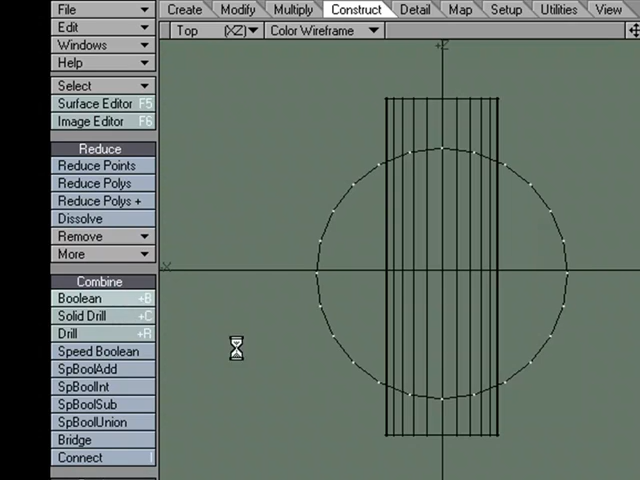 File Create Modify Multiply Construct Detail Map Setup Utilities View
Edit Top (XZ) Color Wireframe
Windows
Help
Select
Surface Editor F5
Image Editor F6
Reduce
Reduce Points
Reduce Polys
Reduce Polys +
Dissolve
Remove
More
Combine
Boolean +B
Solid Drill +C
Drill +R
Speed Boolean
SpBoolAdd
SpBoolInt
SpBoolSub
SpBoolUnion
Bridge
Connect l
+Z
X